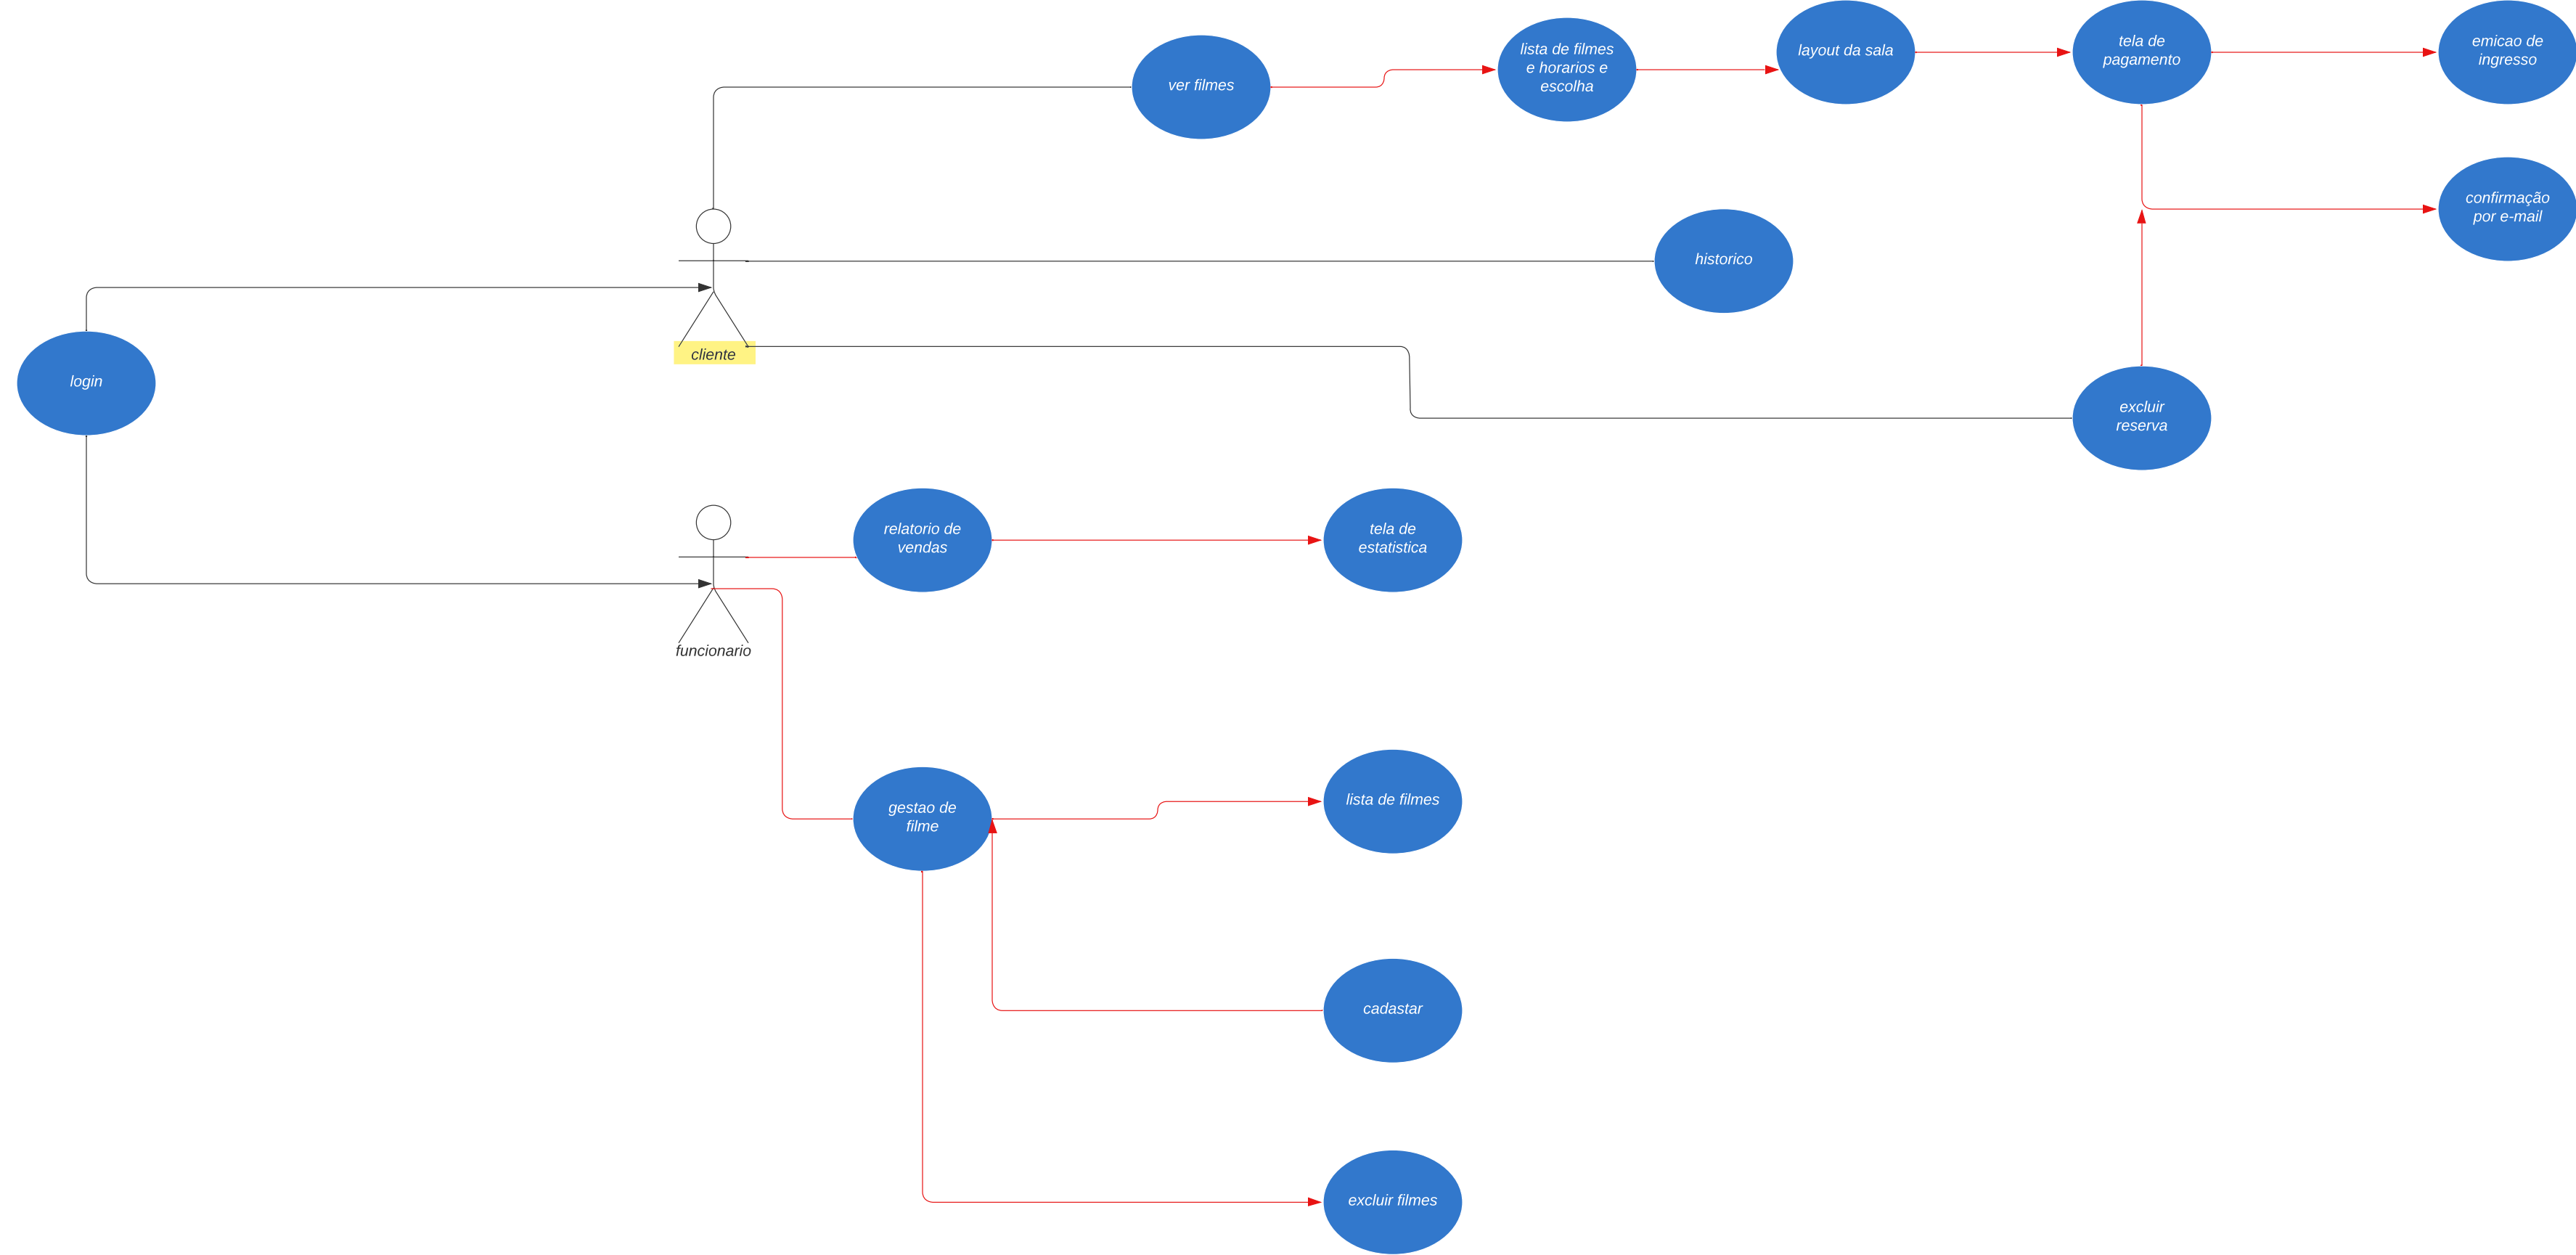 ver filmes
lista de filmes
e horarios e
escolha
layout da sala
tela de
pagamento
emicao de
ingresso
confirmação
por e-mail
historico
cliente
login
excluir
reserva
relatorio de
vendas
tela de
estatistica
funcionario
gestao de
filme
lista de filmes
cadastar
excluir filmes